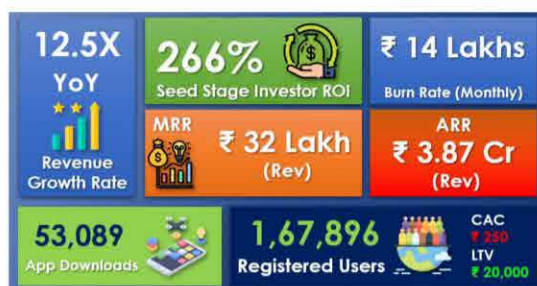 12.5X
YoY
Revenue
Growth Rate
266%
Seed Stage Investor ROI
₹ 14 Lakhs
Burn Rate (Monthly)
MRR
₹ 32 Lakh
(Rev)
ARR
₹ 3.87 Cr
(Rev)
53,089
App Downloads
1,67,896
Registered Users
CAC
₹ 250
LTV
₹ 20,000